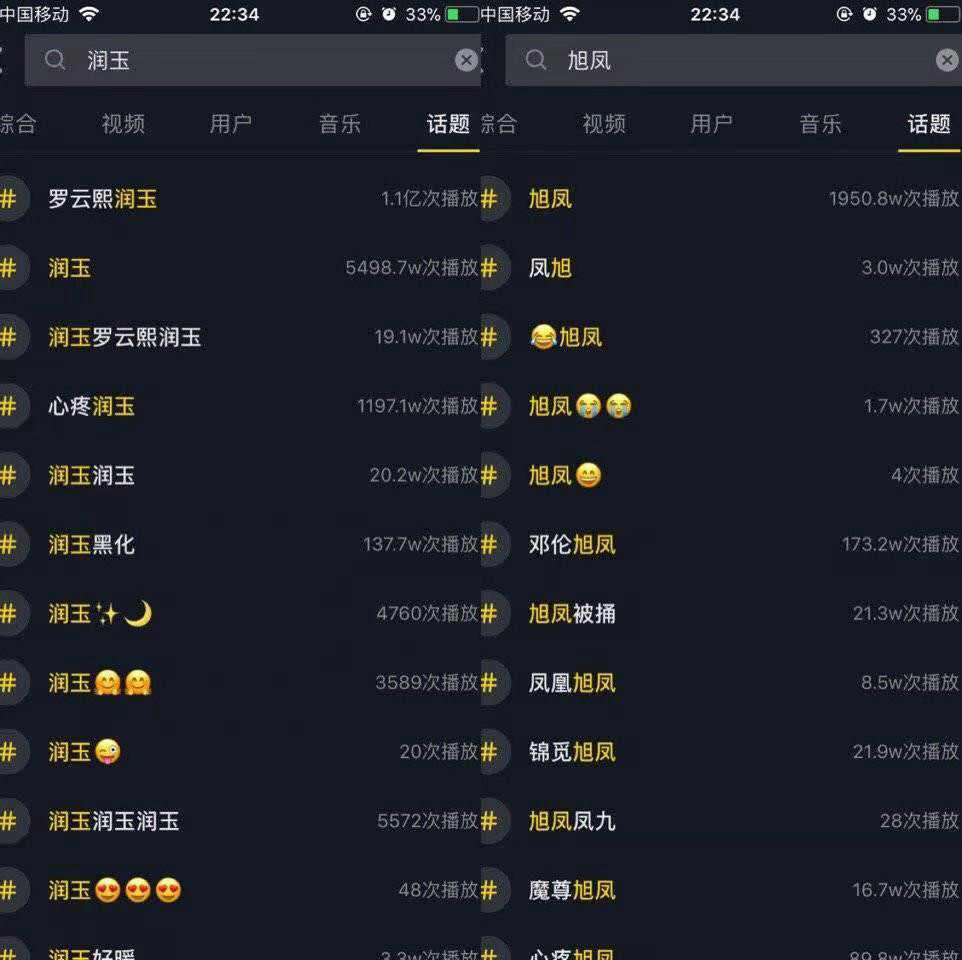 中国移动 22:34 33%
润玉
综合 视频 用户 音乐 话题
# 罗云熙润玉 1.1亿次播放
# 润玉 5498.7w次播放
# 润玉罗云熙润玉 19.1w次播放
# 心疼润玉 1197.1w次播放
# 润玉润玉 20.2w次播放
# 润玉黑化 137.7w次播放
# 润玉✨🌙 4760次播放
# 润玉🤗🤗 3589次播放
# 润玉😜 20次播放
# 润玉润玉润玉 5572次播放
# 润玉😍😍😍 48次播放
# 润玉好暖 3.3w次播放
中国移动 22:34 33%
旭凤
综合 视频 用户 音乐 话题
# 旭凤 1950.8w次播放
# 凤旭 3.0w次播放
# 😂旭凤 327次播放
# 旭凤😭😭 1.7w次播放
# 旭凤😄 4次播放
# 邓伦旭凤 173.2w次播放
# 旭凤被捅 21.3w次播放
# 凤凰旭凤 8.5w次播放
# 锦觅旭凤 21.9w次播放
# 旭凤凤九 28次播放
# 魔尊旭凤 16.7w次播放
# 心疼旭凤 89.8w次播放